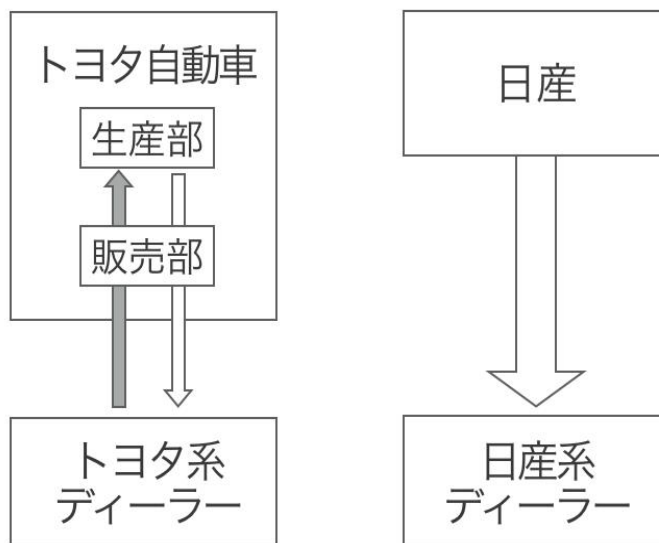 トヨタ自動車
生産部
販売部
トヨタ系
ディーラー
日産
日産系
ディーラー